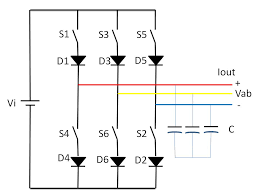 S1 S3 S5
D1 D3 D5
Iout
+
Vab
-
Vi
C
S4 S6 S2
D4 D6 D2